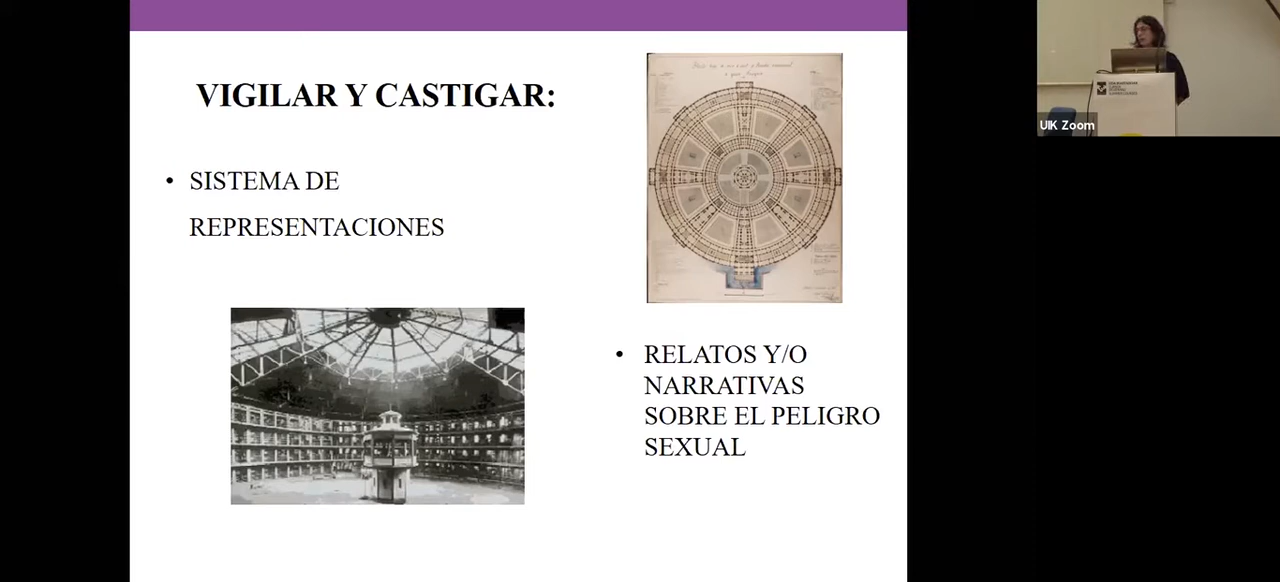 VIGILAR Y CASTIGAR:
• SISTEMA DE
REPRESENTACIONES
• RELATOS Y/O
NARRATIVAS
SOBRE EL PELIGRO
SEXUAL
UIK Zoom